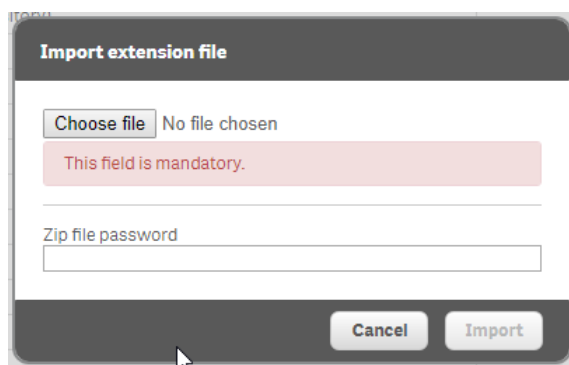 Import extension file
Choose file No file chosen
This field is mandatory.
Zip file password
Cancel Import